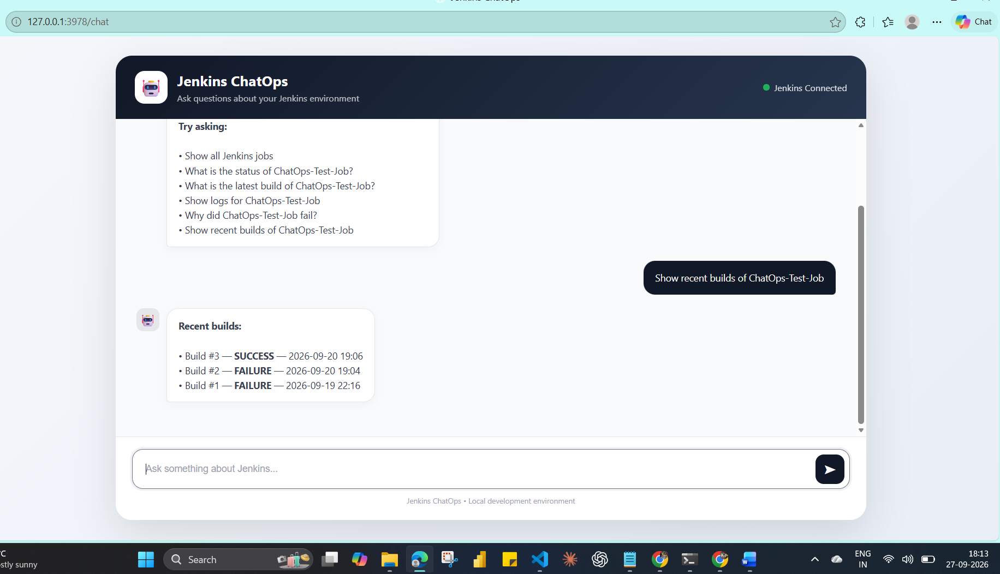 127.0.0.1:3978/chat
Chat
Jenkins ChatOps
Ask questions about your Jenkins environment
Jenkins Connected
Try asking:
• Show all Jenkins jobs
• What is the status of ChatOps-Test-Job?
• What is the latest build of ChatOps-Test-Job?
• Show logs for ChatOps-Test-Job
• Why did ChatOps-Test-Job fail?
• Show recent builds of ChatOps-Test-Job
Show recent builds of ChatOps-Test-Job
Recent builds:
• Build #3 — SUCCESS — 2026-09-20 19:06
• Build #2 — FAILURE — 2026-09-20 19:04
• Build #1 — FAILURE — 2026-09-19 22:16
Ask something about Jenkins...
Jenkins ChatOps • Local development environment
°C
stly sunny
Search
ENG
IN
18:13
27-09-2026